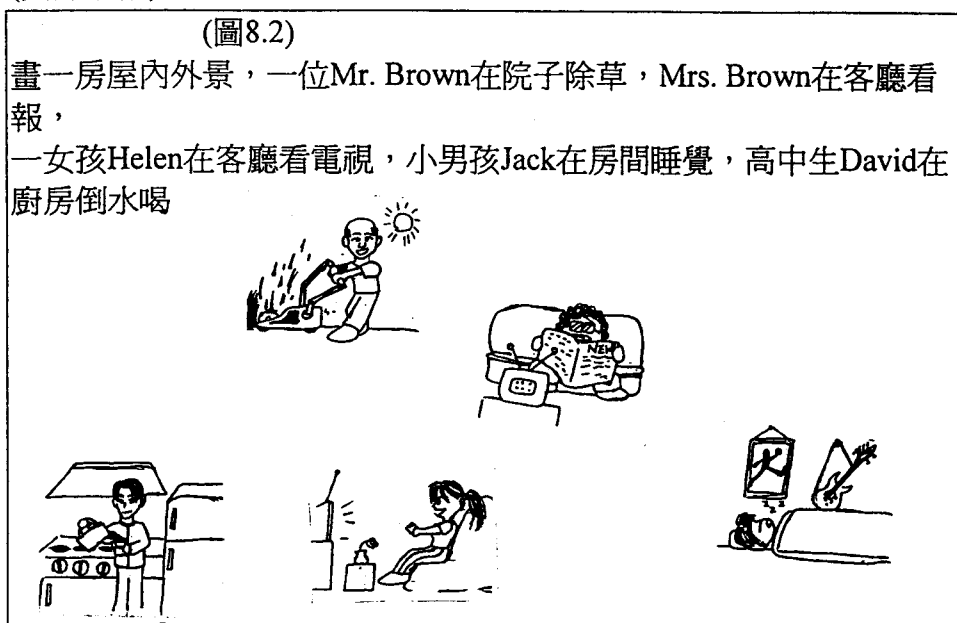 (圖8.2)
畫一房屋內外景，一位Mr. Brown在院子除草，Mrs. Brown在客廳看
報，
一女孩Helen在客廳看電視，小男孩Jack在房間睡覺，高中生David在
廚房倒水喝
NEW
z z z